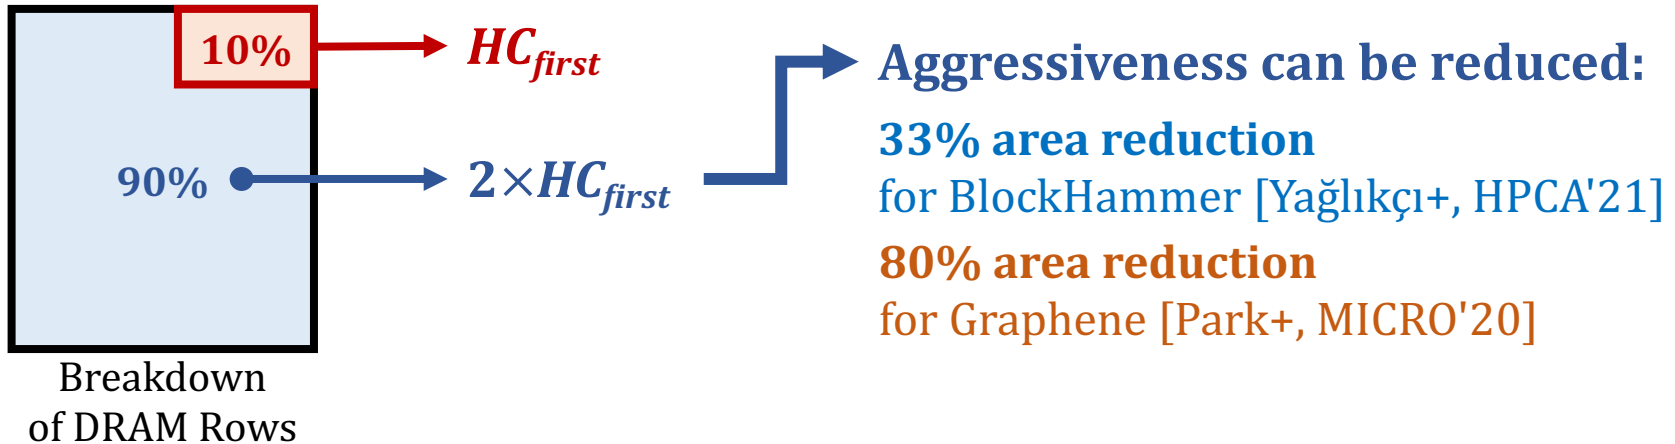 10%
HCfirst
90%
2×HCfirst
Breakdown
of DRAM Rows
Aggressiveness can be reduced:
33% area reduction
for BlockHammer [Yağlıkçı+, HPCA'21]
80% area reduction
for Graphene [Park+, MICRO'20]